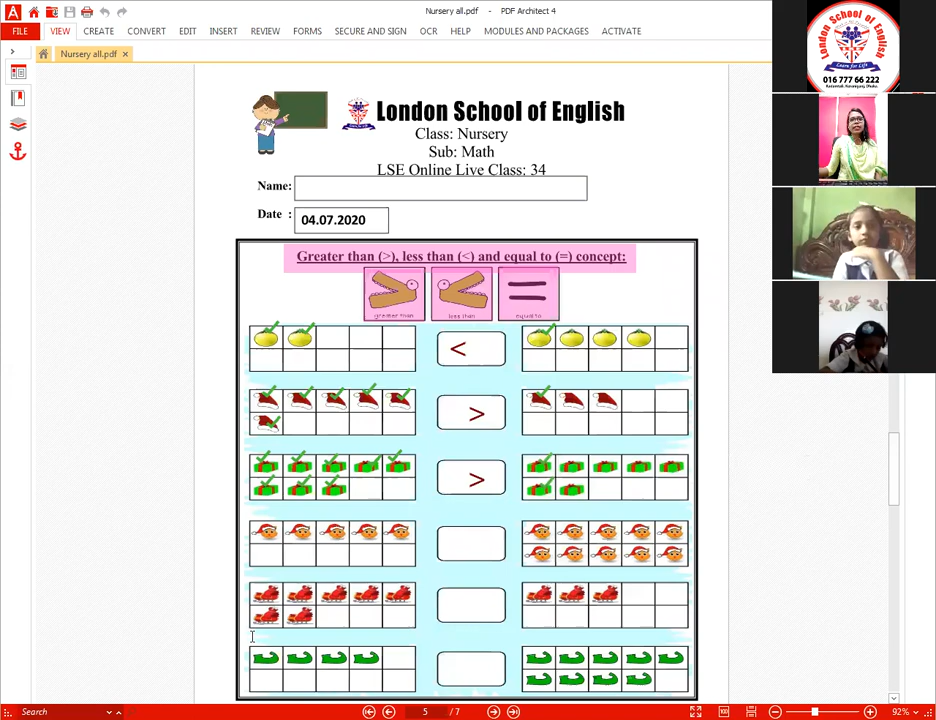 Nursery all.pdf - PDF Architect 4
FILE VIEW CREATE CONVERT EDIT INSERT REVIEW FORMS SECURE AND SIGN OCR HELP MODULES AND PACKAGES ACTIVATE
Nursery all.pdf ×
London School of English
Learn for Life
016 777 66 222
London School of English
Class: Nursery
Sub: Math
LSE Online Live Class: 34
Name:
Date : 04.07.2020
Greater than (>), less than (<) and equal to (=) concept:
greater than less than equal to
<
>
>
Search 5 / 7 92%